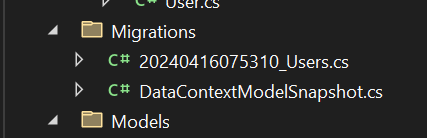 User.cs
Migrations
C# 20240416075310_Users.cs
C# DataContextModelSnapshot.cs
Models